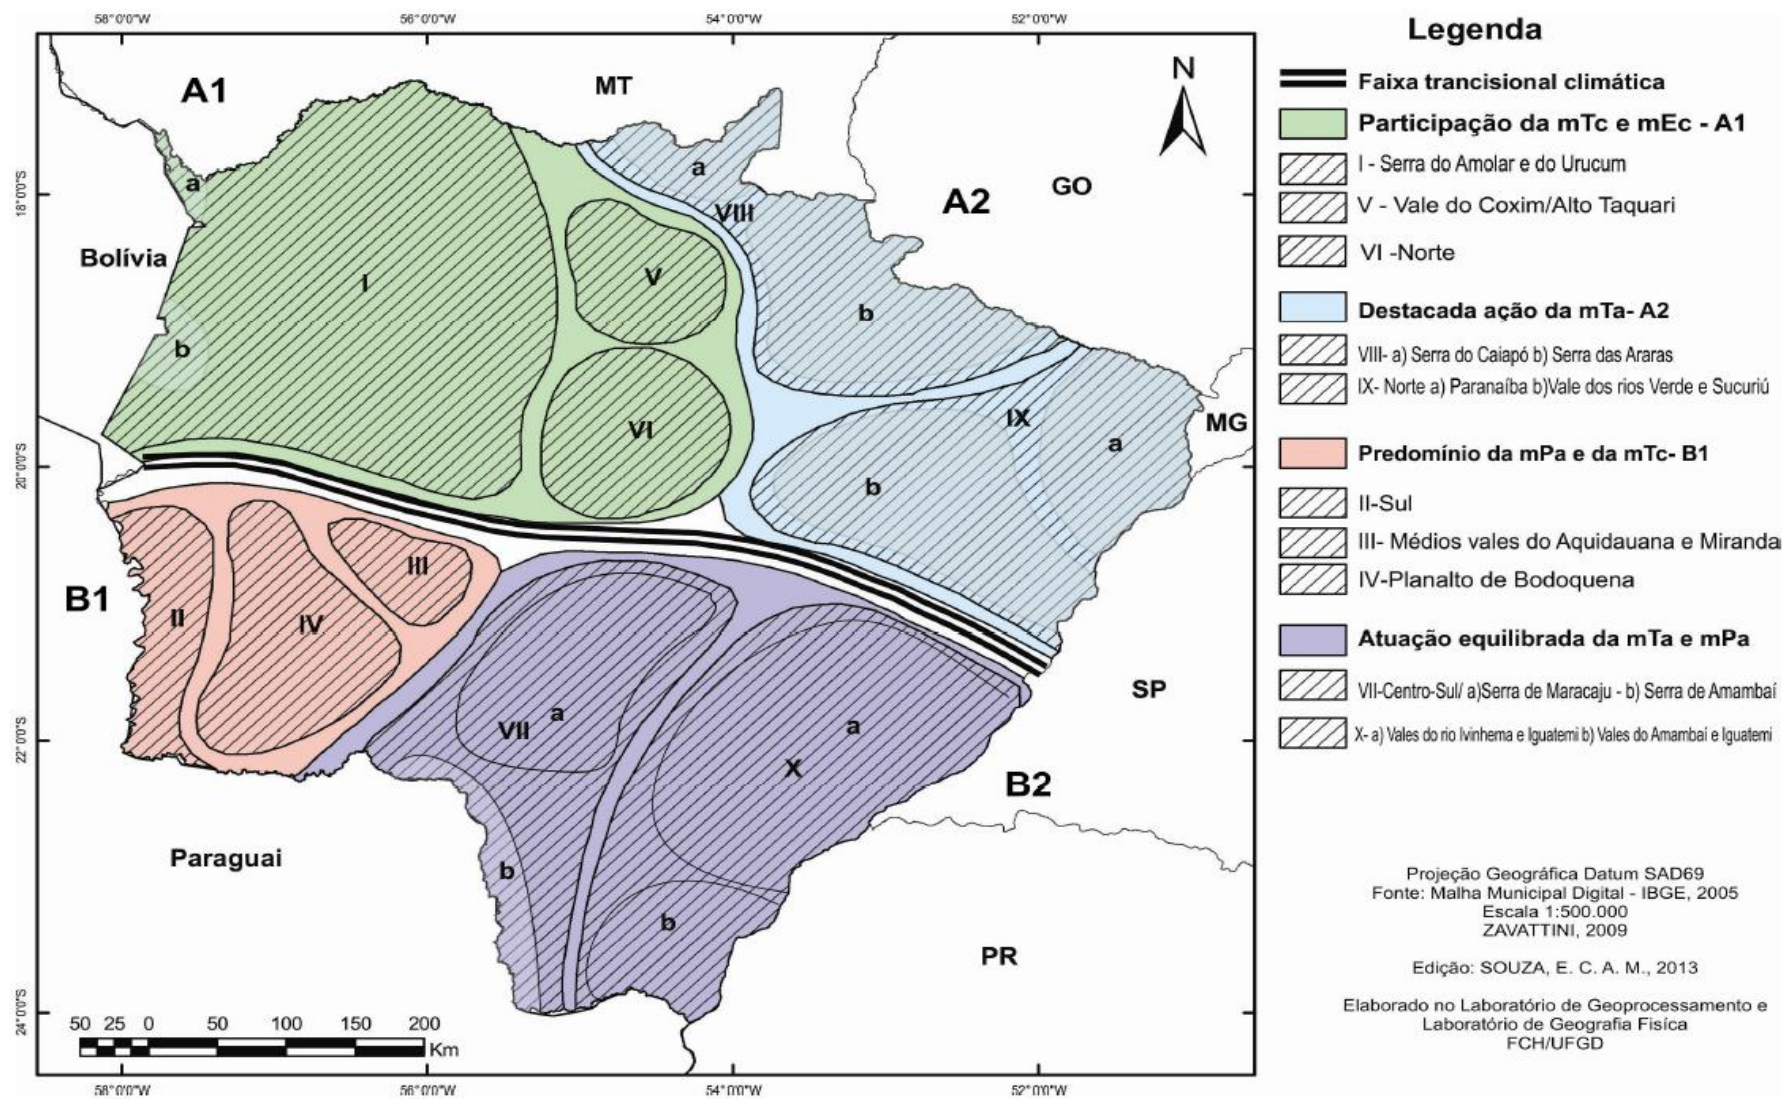 58°0'0"W 56°0'0"W 54°0'0"W 52°0'0"W
A1
MT
N
a
a
18°0'0"S
A2
GO
VIII
Bolívia
I
V
b
b
VI
IX
a
MG
20°0'0"S
b
III
B1
II
IV
SP
VII
a
a
22°0'0"S
X
B2
Paraguai
b
b
PR
24°0'0"S
50 25 0 50 100 150 200
Km
58°0'0"W 56°0'0"W 54°0'0"W 52°0'0"W
Legenda
Faixa trancisional climática
Participação da mTc e mEc - A1
I - Serra do Amolar e do Urucum
V - Vale do Coxim/Alto Taquari
VI -Norte
Destacada ação da mTa- A2
VIII- a) Serra do Caiapó b) Serra das Araras
IX- Norte a) Paranaíba b)Vale dos rios Verde e Sucuriú
Predomínio da mPa e da mTc- B1
II-Sul
III- Médios vales do Aquidauana e Miranda
IV-Planalto de Bodoquena
Atuação equilibrada da mTa e mPa
VII-Centro-Sul/ a)Serra de Maracaju - b) Serra de Amambaí
X- a) Vales do rio Ivinhema e Iguatemi b) Vales do Amambaí e Iguatemi
Projeção Geográfica Datum SAD69
Fonte: Malha Municipal Digital - IBGE, 2005
Escala 1:500.000
ZAVATTINI, 2009
Edição: SOUZA, E. C. A. M., 2013
Elaborado no Laboratório de Geoprocessamento e
Laboratório de Geografia Fisíca
FCH/UFGD